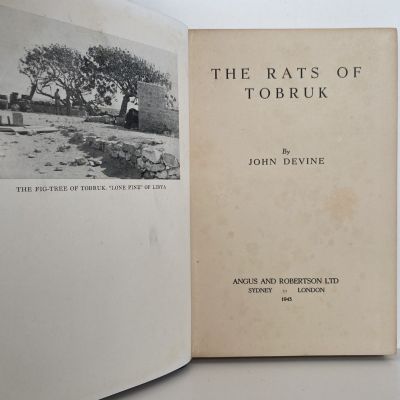 THE FIG-TREE OF TOBRUK. "LONE PINE" OF LIBYA
THE RATS OF
TOBRUK
By
JOHN DEVINE
ANGUS AND ROBERTSON LTD
SYDNEY :: LONDON
1943